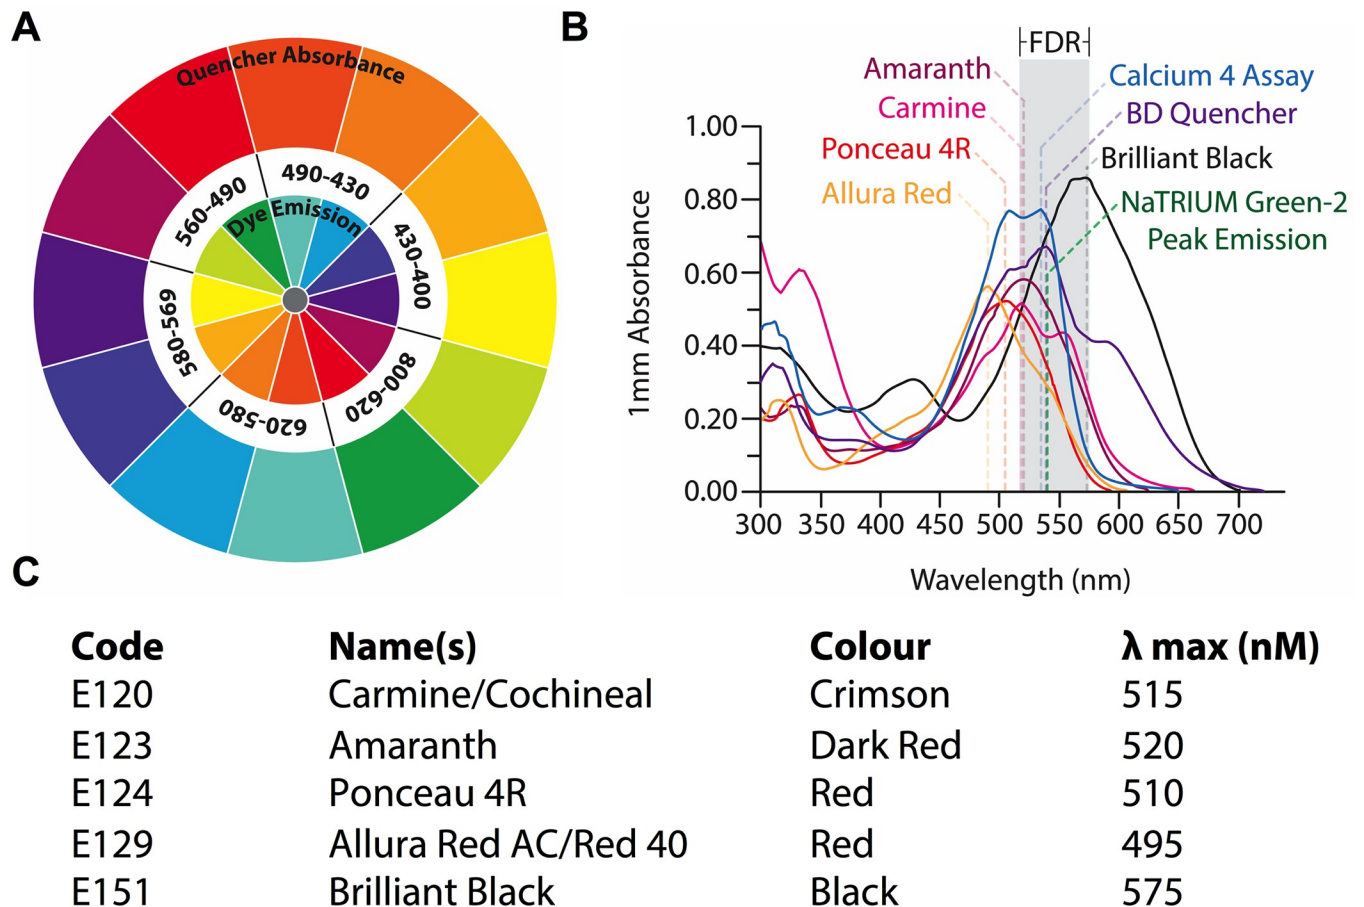 A
Quencher Absorbance
490-430
430-400
800-620
620-580
580-569
560-490
Dye Emission
B
FDR
Amaranth
Carmine
Ponceau 4R
Allura Red
Calcium 4 Assay
BD Quencher
Brilliant Black
NaTRIUM Green-2
Peak Emission
1mm Absorbance
1.00
0.80
0.60
0.40
0.20
0.00
300 350 400 450 500 550 600 650 700
Wavelength (nm)
C
Code Name(s) Colour λ max (nM)
E120 Carmine/Cochineal Crimson 515
E123 Amaranth Dark Red 520
E124 Ponceau 4R Red 510
E129 Allura Red AC/Red 40 Red 495
E151 Brilliant Black Black 575